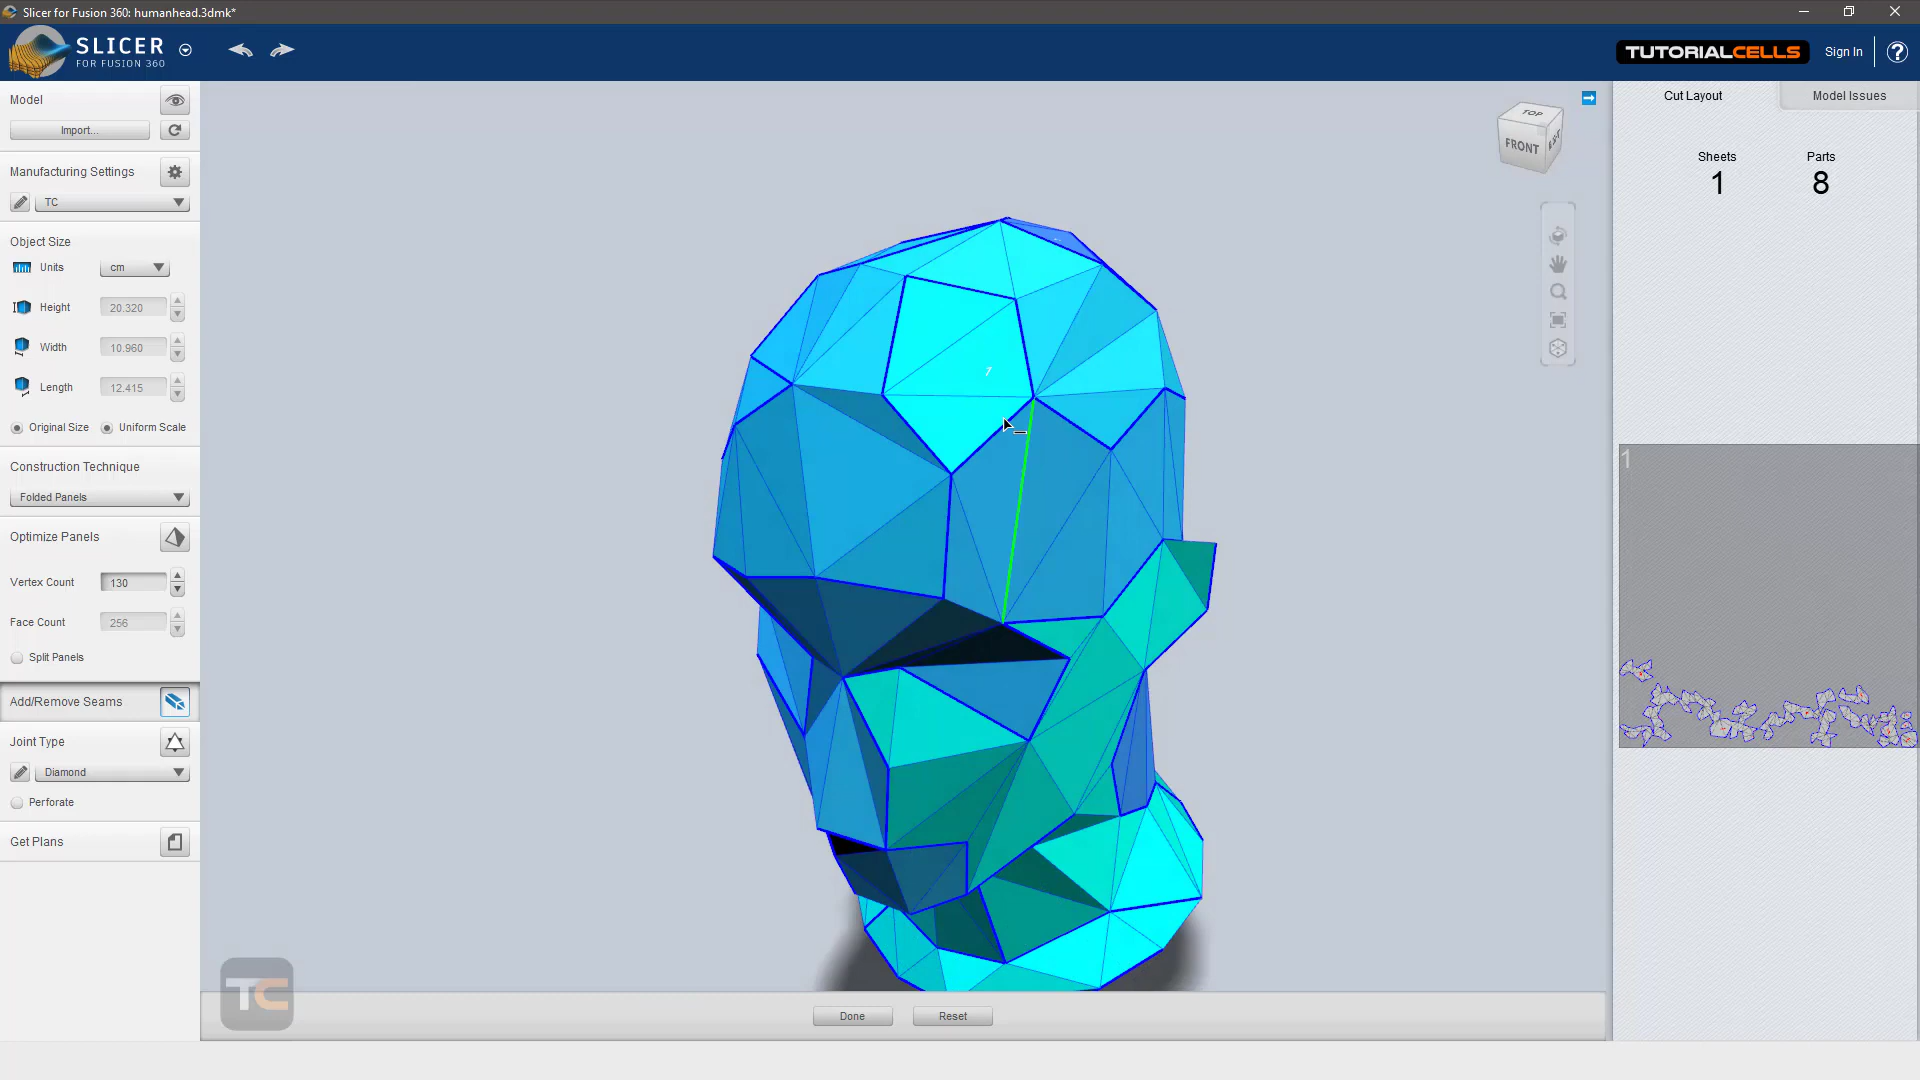 Slicer for Fusion 360: humanhead.3dmk*
SLICER
FOR FUSION 360
TUTORIALCELLS
Sign In
?
Model
Import...
Manufacturing Settings
TC
Object Size
Units
cm
Height
20.320
Width
10.960
Length
12.415
Original Size
Uniform Scale
Construction Technique
Folded Panels
Optimize Panels
Vertex Count
130
Face Count
256
Split Panels
Add/Remove Seams
Joint Type
Diamond
Perforate
Get Plans
TOP
FRONT
7
TC
Done
Reset
Cut Layout
Model Issues
Sheets
Parts
1
8
1